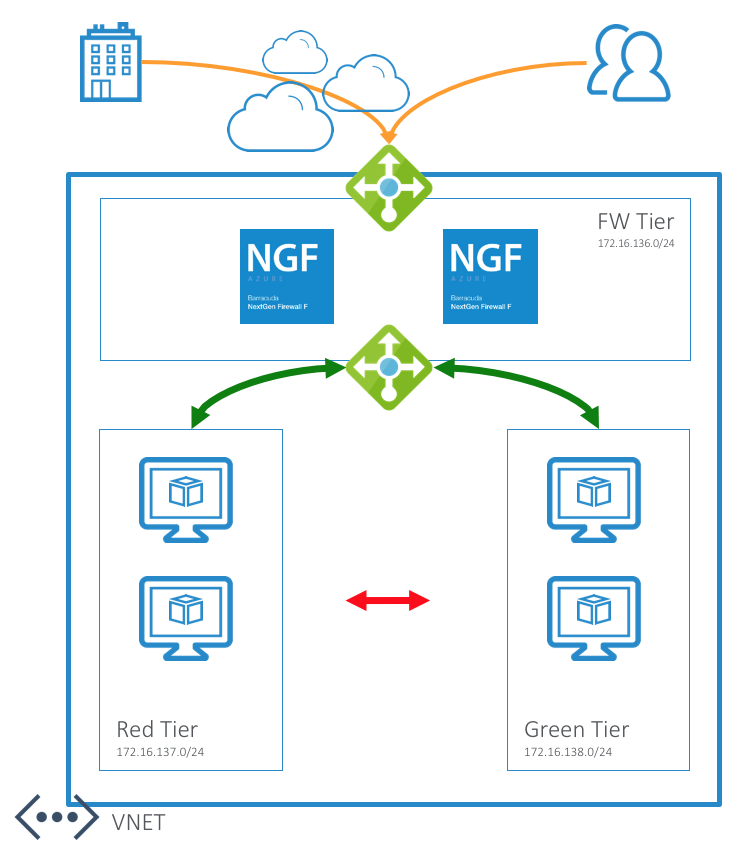 FW Tier
172.16.136.0/24
NGF
AZURE
Barracuda
NextGen Firewall F
NGF
AZURE
Barracuda
NextGen Firewall F
Red Tier
172.16.137.0/24
Green Tier
172.16.138.0/24
VNET